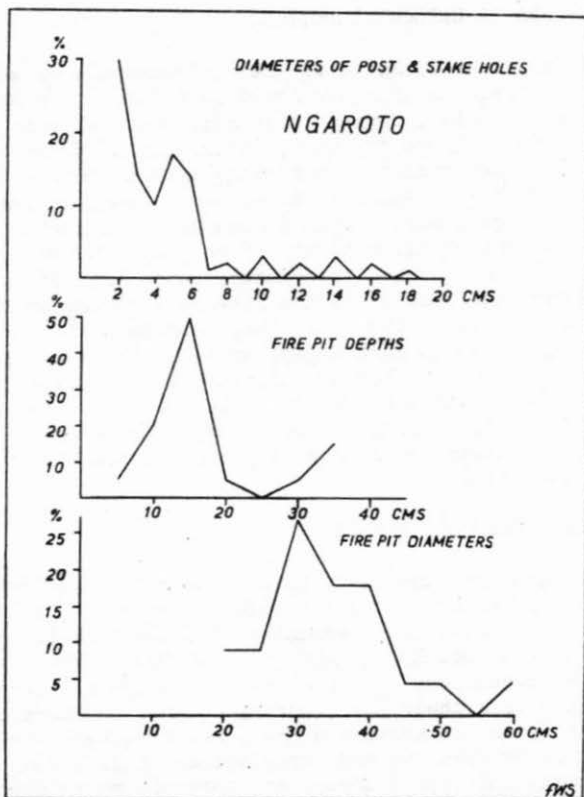 %
30
DIAMETERS OF POST & STAKE HOLES
NGAROTO
20
10
2 4 6 8 10 12 14 16 18 20 CMS
%
50
FIRE PIT DEPTHS
40
30
20
10
10 20 30 40 CMS
%
25
FIRE PIT DIAMETERS
20
15
10
5
10 20 30 40 50 60 CMS